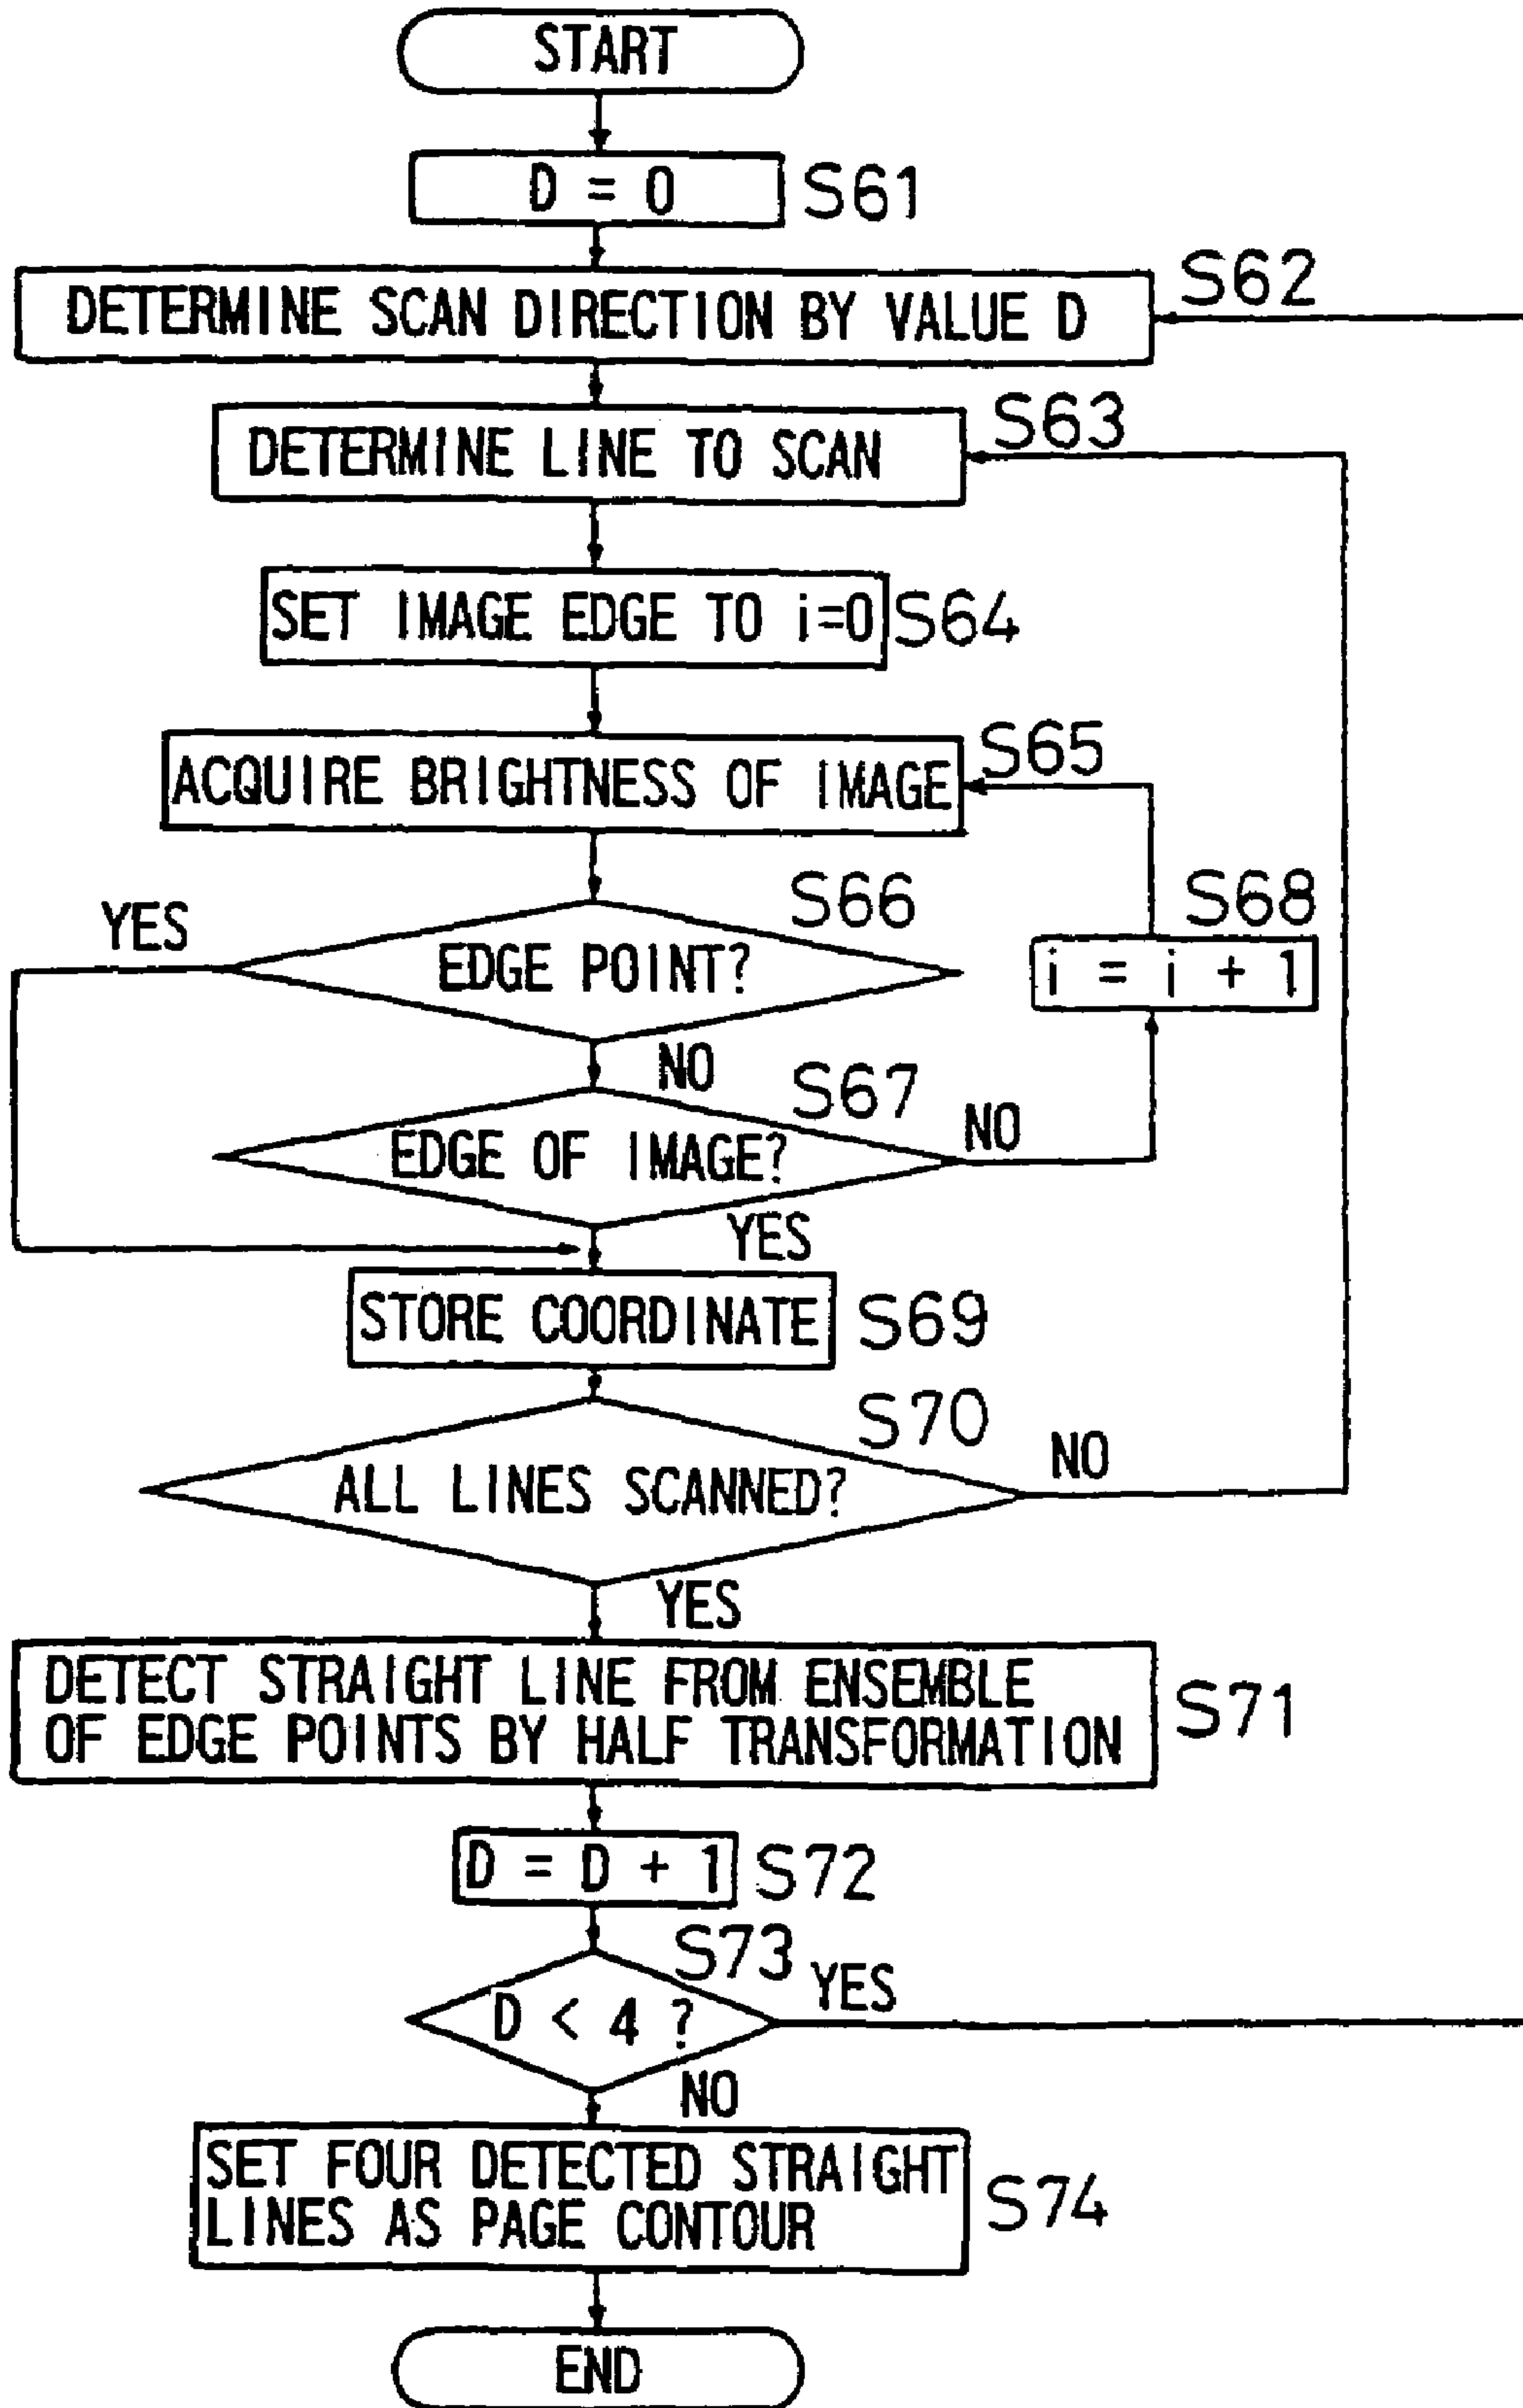 START
D = 0 S61
DETERMINE SCAN DIRECTION BY VALUE D S62
DETERMINE LINE TO SCAN S63
SET IMAGE EDGE TO i=0 S64
ACQUIRE BRIGHTNESS OF IMAGE S65
EDGE POINT? S66
YES
NO
i = i + 1 S68
EDGE OF IMAGE? S67
NO
YES
STORE COORDINATE S69
ALL LINES SCANNED? S70
NO
YES
DETECT STRAIGHT LINE FROM ENSEMBLE
OF EDGE POINTS BY HALF TRANSFORMATION S71
D = D + 1 S72
D < 4 ? S73
YES
NO
SET FOUR DETECTED STRAIGHT
LINES AS PAGE CONTOUR S74
END